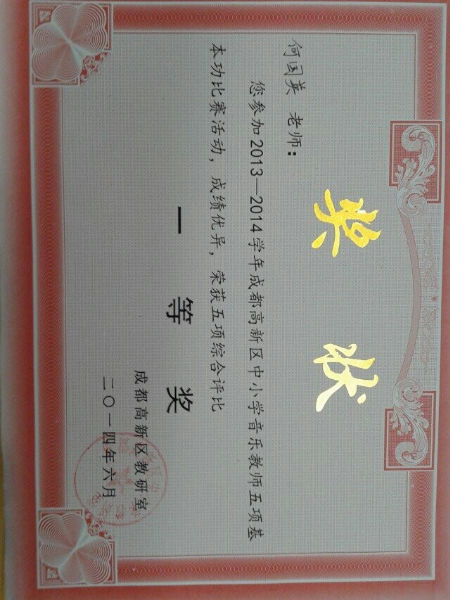 奖状
何国英 老师：
您参加2013—2014学年成都高新区中小学音乐教师五项基
本功比赛活动，成绩优异，荣获五项综合评比
一等奖
成都高新区教研室
二〇一四年六月